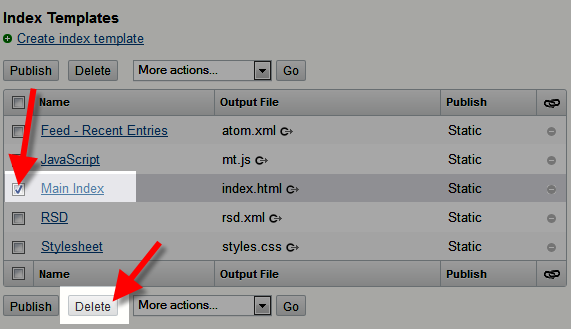 Index Templates
Create index template
Publish Delete More actions... Go
Name Output File Publish
Feed - Recent Entries atom.xml Static
JavaScript mt.js Static
Main Index index.html Static
RSD rsd.xml Static
Stylesheet styles.css Static
Name Output File Publish
Publish Delete More actions... Go